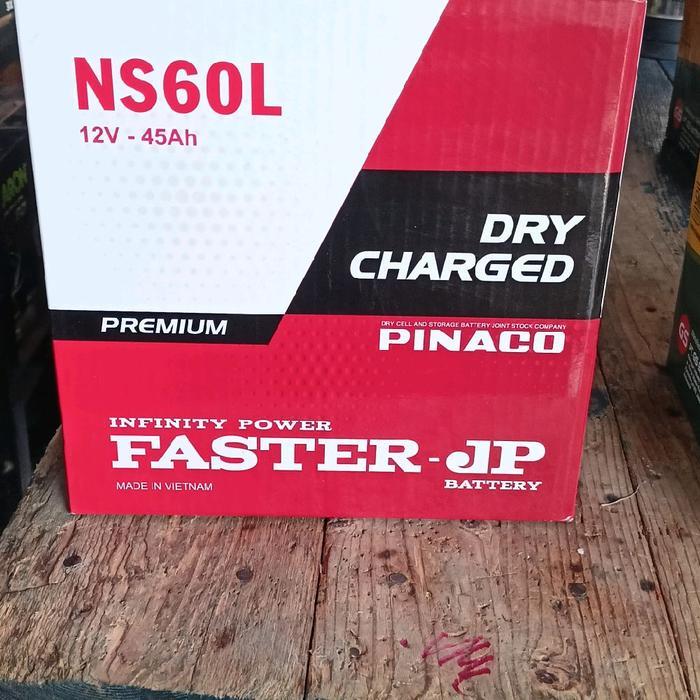 NS60L
12V - 45Ah
DRY
CHARGED
PREMIUM
DRY CELL AND STORAGE BATTERY JOINT STOCK COMPANY
PINACO
INFINITY POWER
FASTER-JP
BATTERY
MADE IN VIETNAM
GS